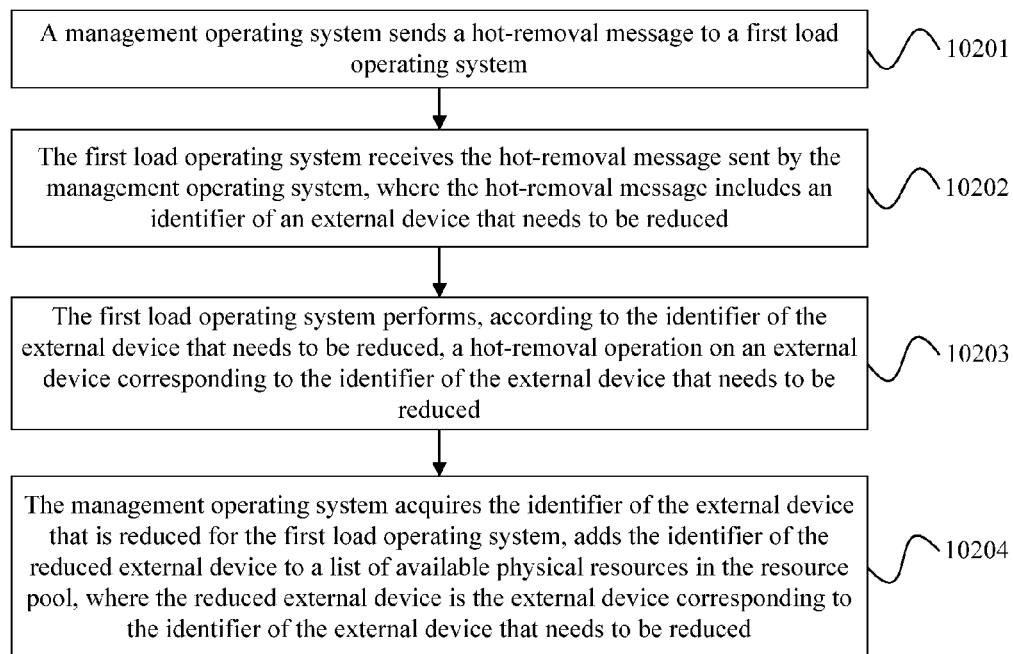 A management operating system sends a hot-removal message to a first load
operating system
10201
The first load operating system receives the hot-removal message sent by the
management operating system, where the hot-removal message includes an
identifier of an external device that needs to be reduced
10202
The first load operating system performs, according to the identifier of the
external device that needs to be reduced, a hot-removal operation on an external
device corresponding to the identifier of the external device that needs to be
reduced
10203
The management operating system acquires the identifier of the external device
that is reduced for the first load operating system, adds the identifier of the
reduced external device to a list of available physical resources in the resource
pool, where the reduced external device is the external device corresponding to
the identifier of the external device that needs to be reduced
10204